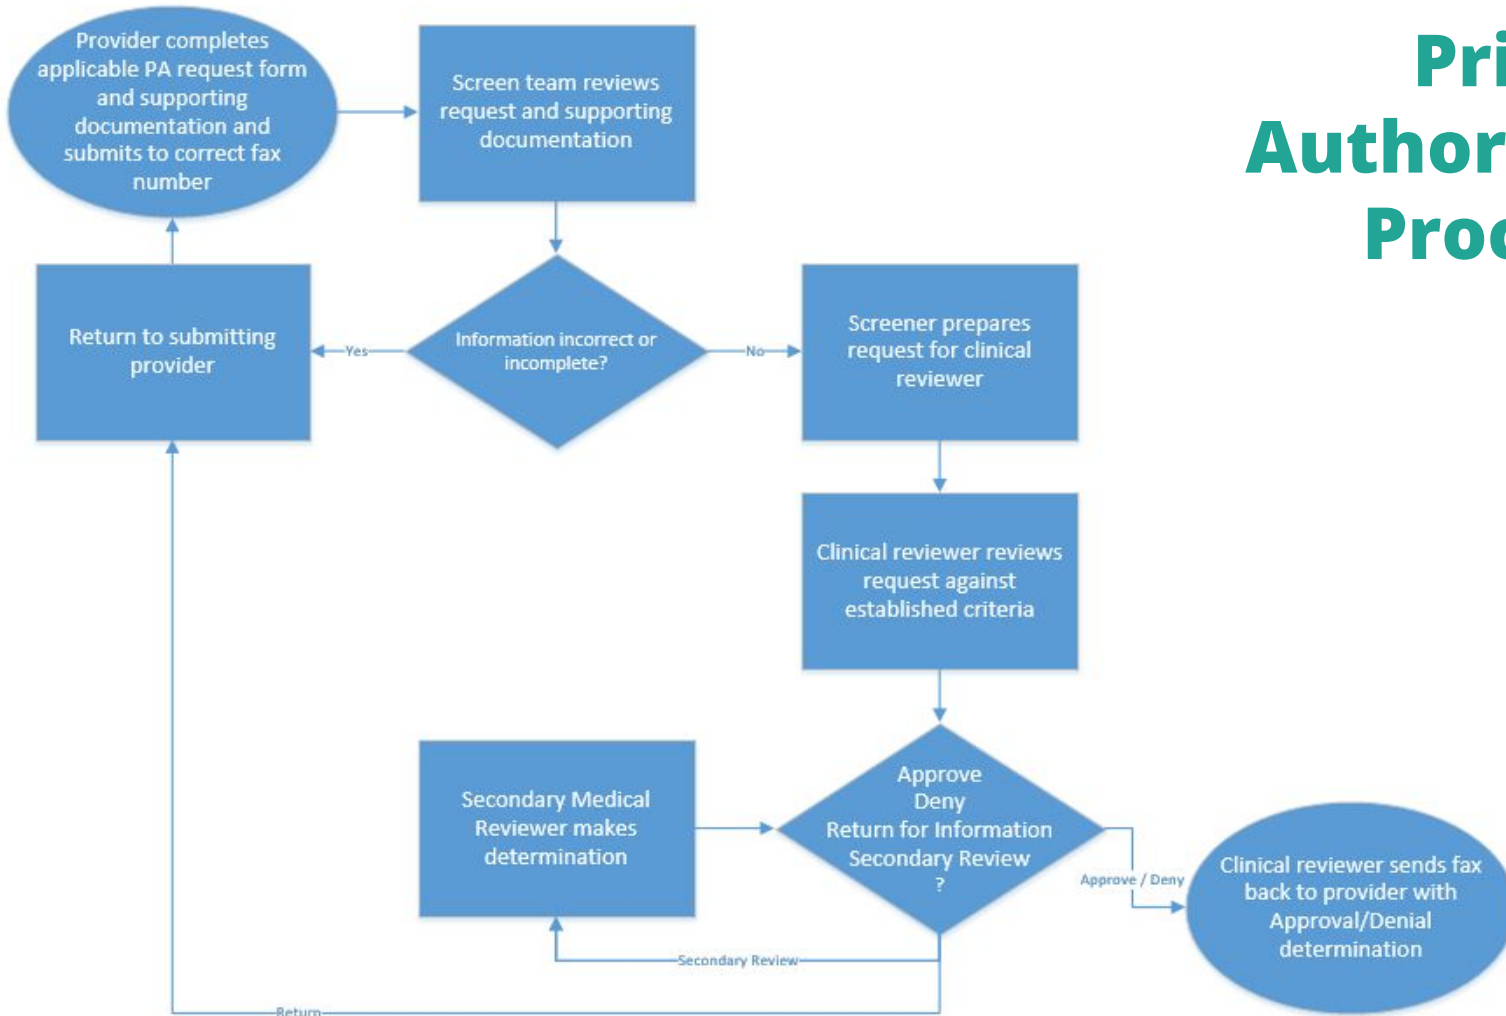 Provider completes
applicable PA request form
and supporting
documentation and
submits to correct fax
number
Screen team reviews
request and supporting
documentation
Pri
Author
Proc
Return to submitting
provider
Yes
Information incorrect or
incomplete?
No
Screener prepares
request for clinical
reviewer
Clinical reviewer reviews
request against
established criteria
Secondary Medical
Reviewer makes
determination
Approve
Deny
Return for Information
Secondary Review
?
Approve / Deny
Clinical reviewer sends fax
back to provider with
Approval/Denial
determination
Secondary Review
Return